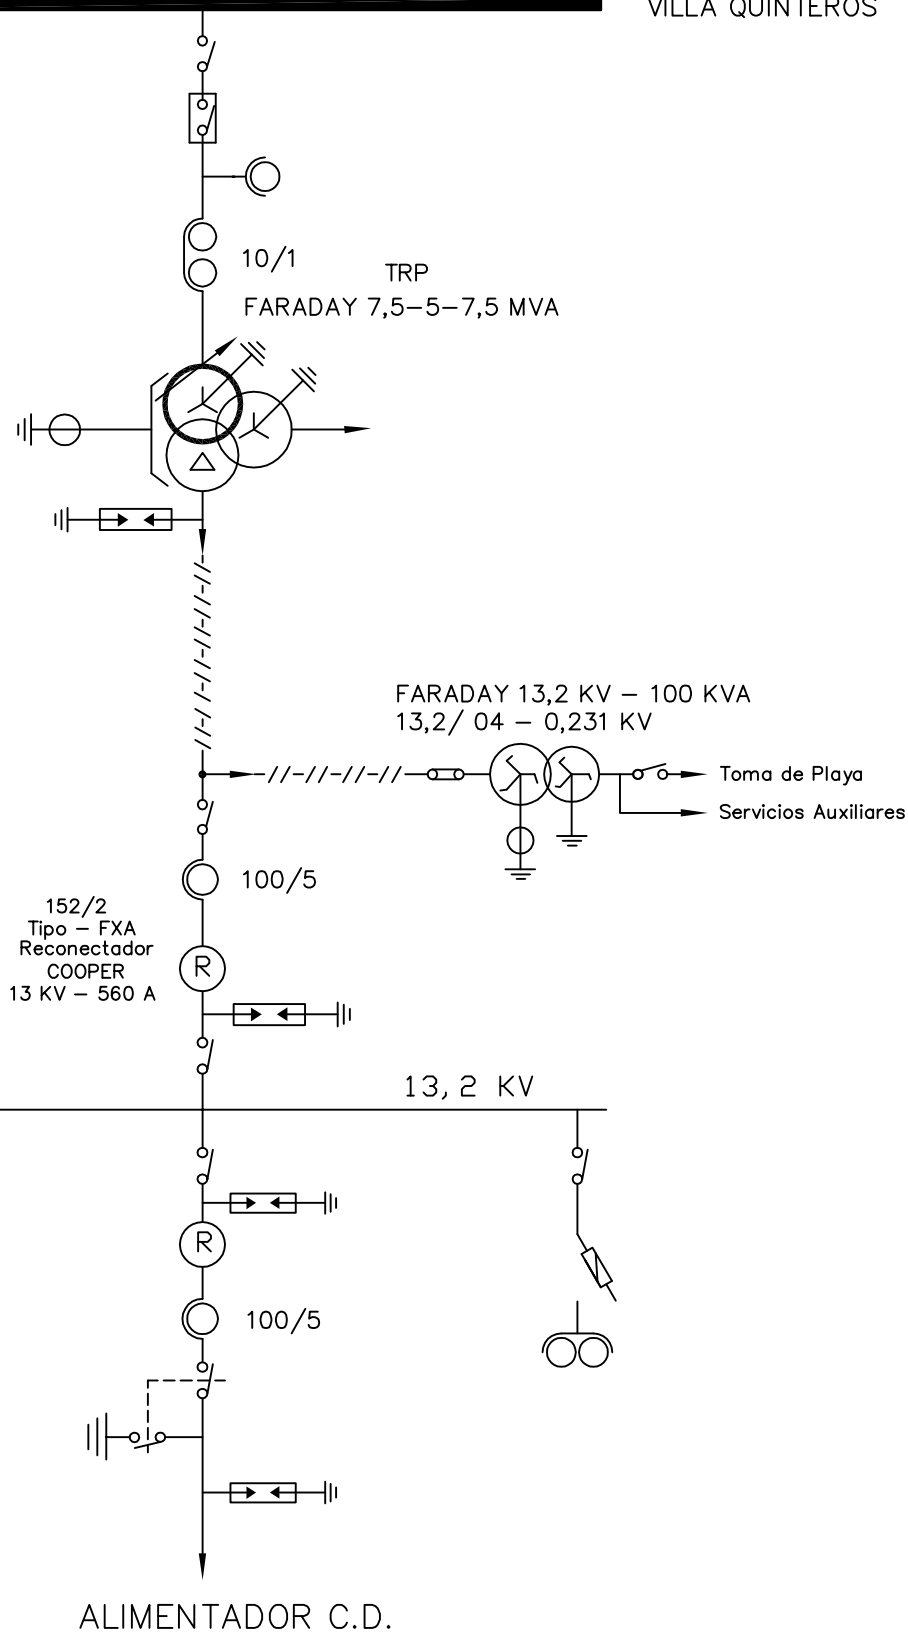 VILLA QUINTEROS
10/1
TRP
FARADAY 7,5-5-7,5 MVA
FARADAY 13,2 KV - 100 KVA
13,2/ 04 - 0,231 KV
Toma de Playa
Servicios Auxiliares
100/5
152/2
Tipo - FXA
Reconectador
COOPER
13 KV - 560 A
R
13, 2 KV
R
100/5
ALIMENTADOR C.D.